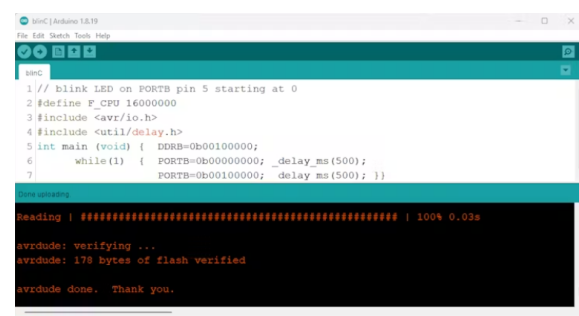 blinC | Arduino 1.8.19
File Edit Sketch Tools Help
blinC
1 // blink LED on PORTB pin 5 starting at 0
2 #define F_CPU 16000000
3 #include <avr/io.h>
4 #include <util/delay.h>
5 int main (void) { DDRB=0b00100000;
6 while(1) { PORTB=0b00000000; _delay_ms(500);
7 PORTB=0b00100000; _delay_ms(500); }}
Done uploading.
Reading | ################################################## | 100% 0.03s
avrdude: verifying ...
avrdude: 178 bytes of flash verified
avrdude done. Thank you.